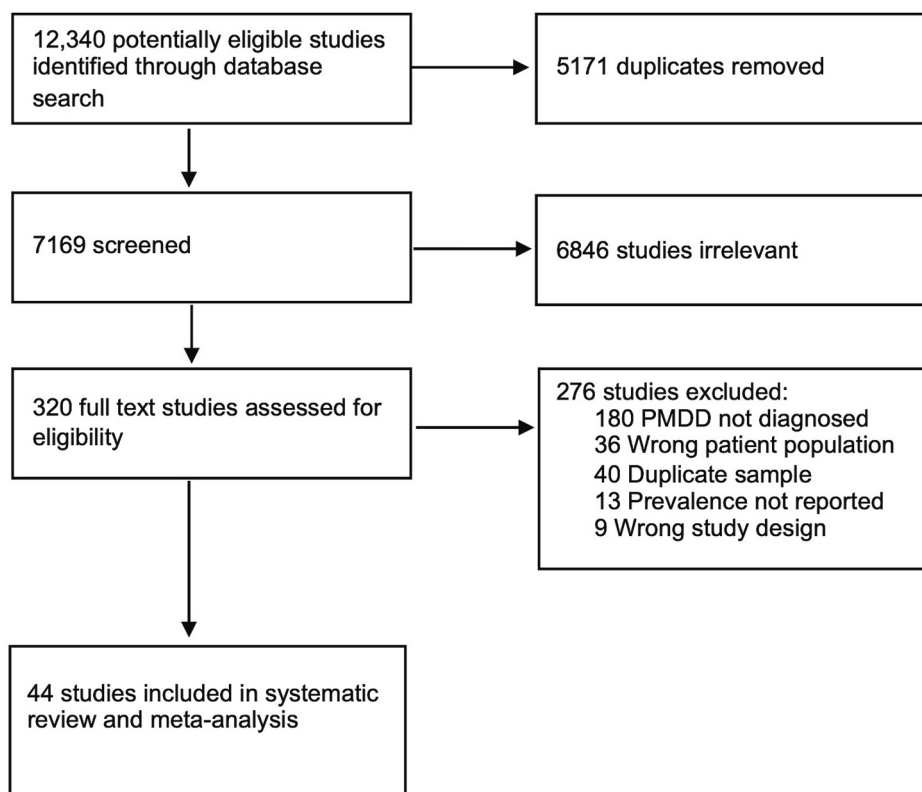 12,340 potentially eligible studies
identified through database
search
5171 duplicates removed
7169 screened
6846 studies irrelevant
320 full text studies assessed for
eligibility
276 studies excluded:
180 PMDD not diagnosed
36 Wrong patient population
40 Duplicate sample
13 Prevalence not reported
9 Wrong study design
44 studies included in systematic
review and meta-analysis